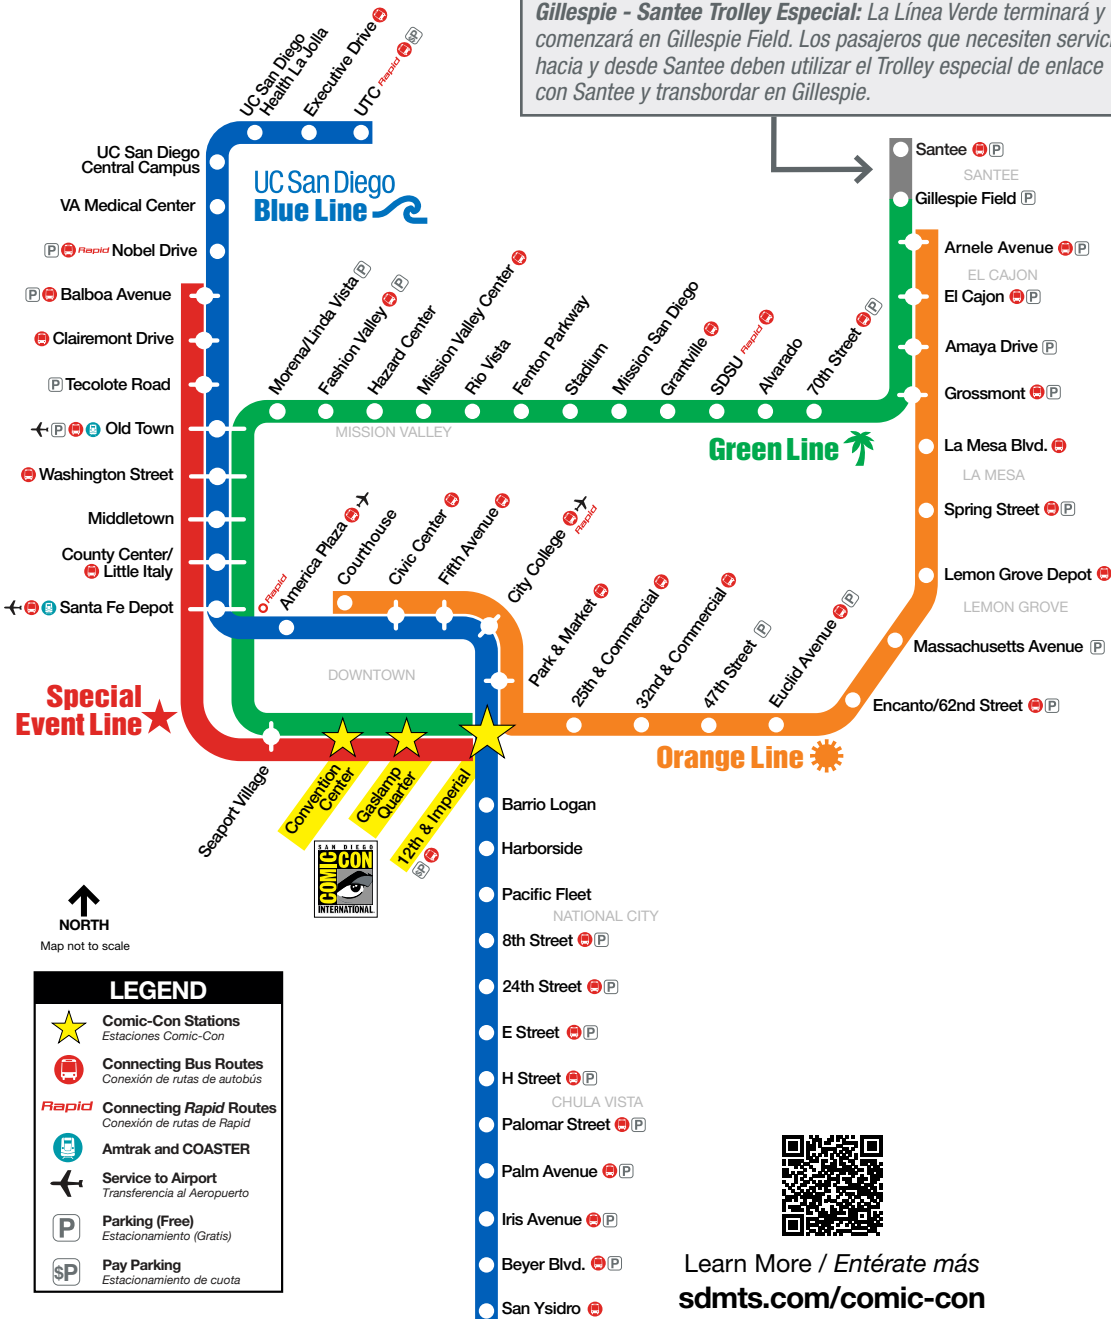 Gillespie - Santee Trolley Especial: La Línea Verde terminará y
comenzará en Gillespie Field. Los pasajeros que necesiten servici
hacia y desde Santee deben utilizar el Trolley especial de enlace
con Santee y transbordar en Gillespie.
UC San Diego
Health La Jolla
Executive Drive
UTC Rapid $P
UC San Diego
Central Campus
VA Medical Center
P Rapid Nobel Drive
P Balboa Avenue
Clairemont Drive
P Tecolote Road
P Old Town
Washington Street
Middletown
County Center/
Little Italy
Santa Fe Depot
UC San Diego
Blue Line
Santee P
SANTEE
Gillespie Field P
Arnele Avenue P
EL CAJON
El Cajon P
Amaya Drive P
Grossmont P
La Mesa Blvd.
LA MESA
Spring Street P
Lemon Grove Depot
LEMON GROVE
Massachusetts Avenue P
Encanto/62nd Street P
Morena/Linda Vista P
Fashion Valley P
Hazard Center
Mission Valley Center
Rio Vista
Fenton Parkway
Stadium
Mission San Diego
Grantville
SDSU Rapid
Alvarado
70th Street P
MISSION VALLEY
Green Line
Rapid
America Plaza
Courthouse
Civic Center
Fifth Avenue
City College
Rapid
Park & Market
25th & Commercial
32nd & Commercial
47th Street P
Euclid Avenue P
DOWNTOWN
Special
Event Line
Orange Line
Seaport Village
Convention
Center
Gaslamp
Quarter
12th & Imperial
$P
SAN DIEGO
COMIC
CON
INTERNATIONAL
Barrio Logan
Harborside
Pacific Fleet
NATIONAL CITY
8th Street P
24th Street P
E Street P
H Street P
CHULA VISTA
Palomar Street P
Palm Avenue P
Iris Avenue P
Beyer Blvd. P
San Ysidro
NORTH
Map not to scale
LEGEND
Comic-Con Stations
Estaciones Comic-Con
Connecting Bus Routes
Conexión de rutas de autobús
Rapid Connecting Rapid Routes
Conexión de rutas de Rapid
Amtrak and COASTER
Service to Airport
Transferencia al Aeropuerto
P Parking (Free)
Estacionamiento (Gratis)
$P Pay Parking
Estacionamiento de cuota
Learn More / Entérate más
sdmts.com/comic-con